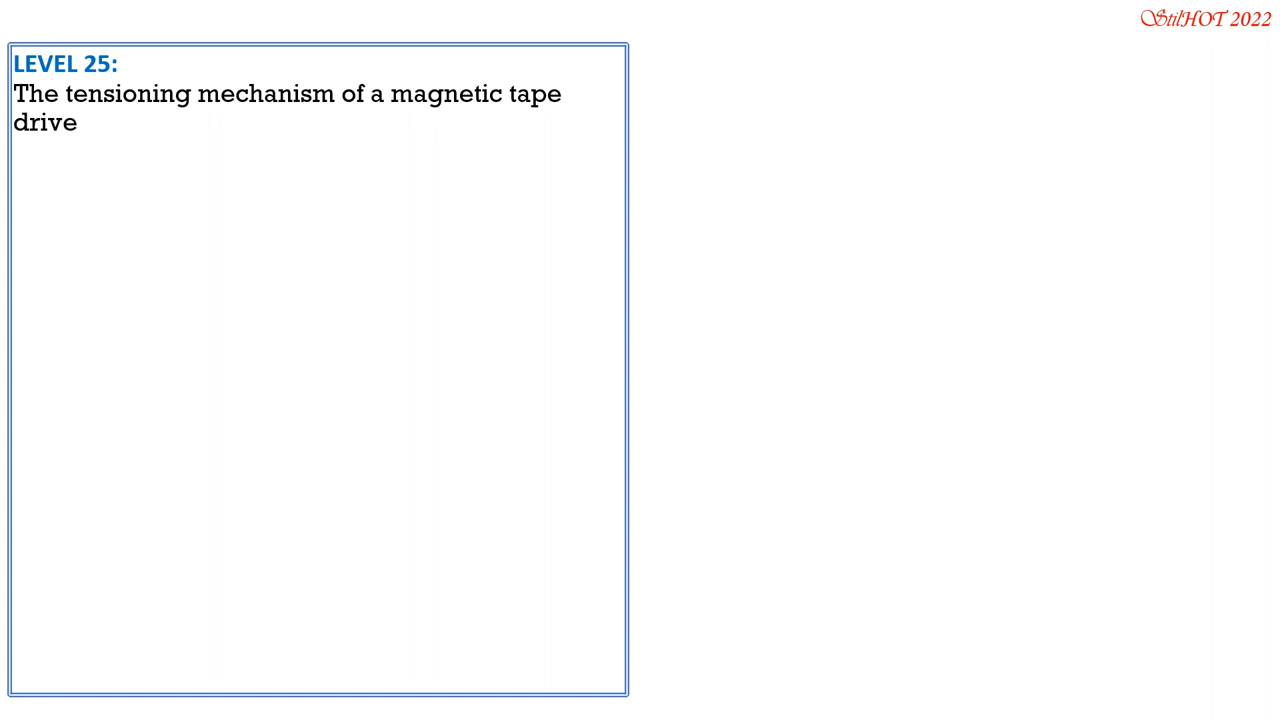 StilHOT 2022
LEVEL 25:
The tensioning mechanism of a magnetic tape
drive